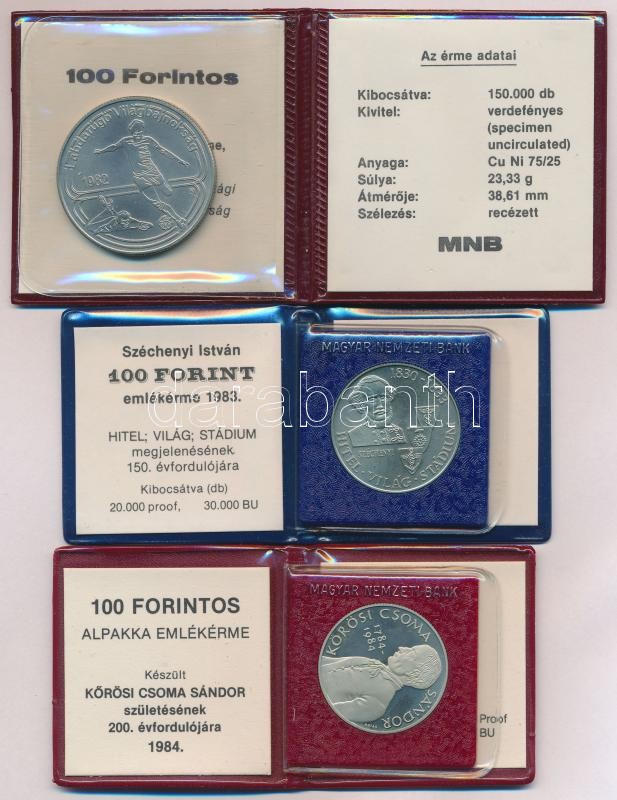 100 Forintos
Labdarugó Világbajnokság
1982
Az érme adatai
Kibocsátva: 150.000 db
Kivitel: verdefényes
(specimen
uncirculated)
Anyaga: Cu Ni 75/25
Súlya: 23,33 g
Átmérője: 38,61 mm
Szélezés: recézett
MNB
Széchenyi István
100 FORINT
emlékérme 1983.
HITEL; VILÁG; STÁDIUM
megjelenésének
150. évfordulójára
Kibocsátva (db)
20.000 proof, 30.000 BU
MAGYAR NEMZETI BANK
SZÉCHENYI
HITEL · VILÁG · STÁDIUM
darabanth
100 FORINTOS
ALPAKKA EMLÉKÉRME
Készült
KŐRÖSI CSOMA SÁNDOR
születésének
200. évfordulójára
1984.
MAGYAR NEMZETI BANK
KŐRÖSI CSOMA
SÁNDOR
1784-
1984
Proof
BU